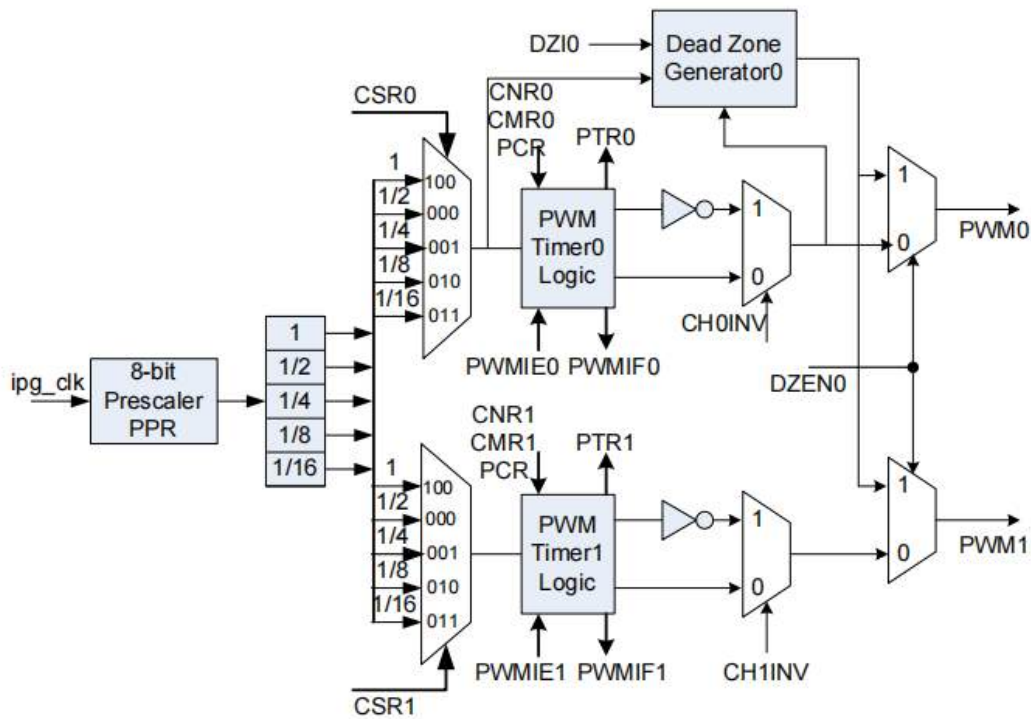 DZI0
Dead Zone
Generator0
CSR0
CNR0
CMR0
PCR
PTR0
1
1/2
1/4
1/8
1/16
100
000
001
010
011
PWM
Timer0
Logic
1
0
CH0INV
1
0
PWM0
PWMIE0
PWMIF0
DZEN0
ipg_clk
8-bit
Prescaler
PPR
1
1/2
1/4
1/8
1/16
CNR1
CMR1
PCR
PTR1
1
1/2
1/4
1/8
1/16
100
000
001
010
011
PWM
Timer1
Logic
1
0
CH1INV
1
0
PWM1
PWMIE1
PWMIF1
CSR1